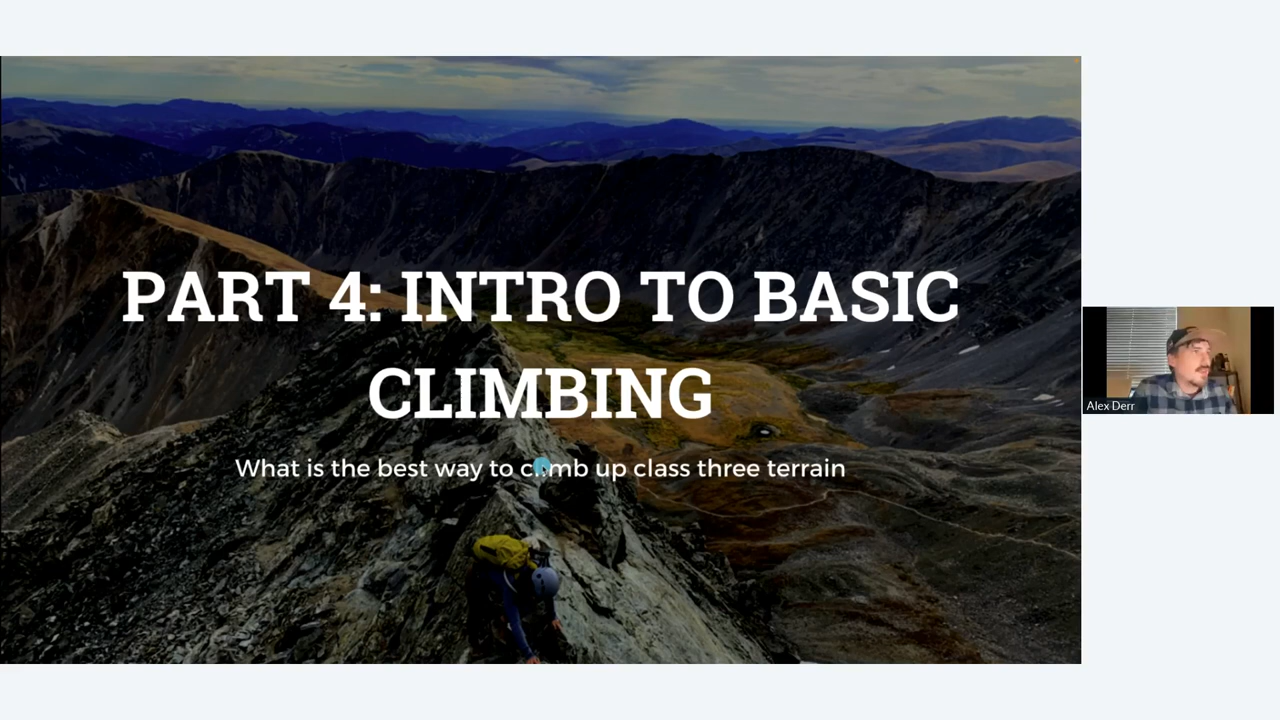 PART 4: INTRO TO BASIC
CLIMBING
What is the best way to climb up class three terrain
Alex Derr